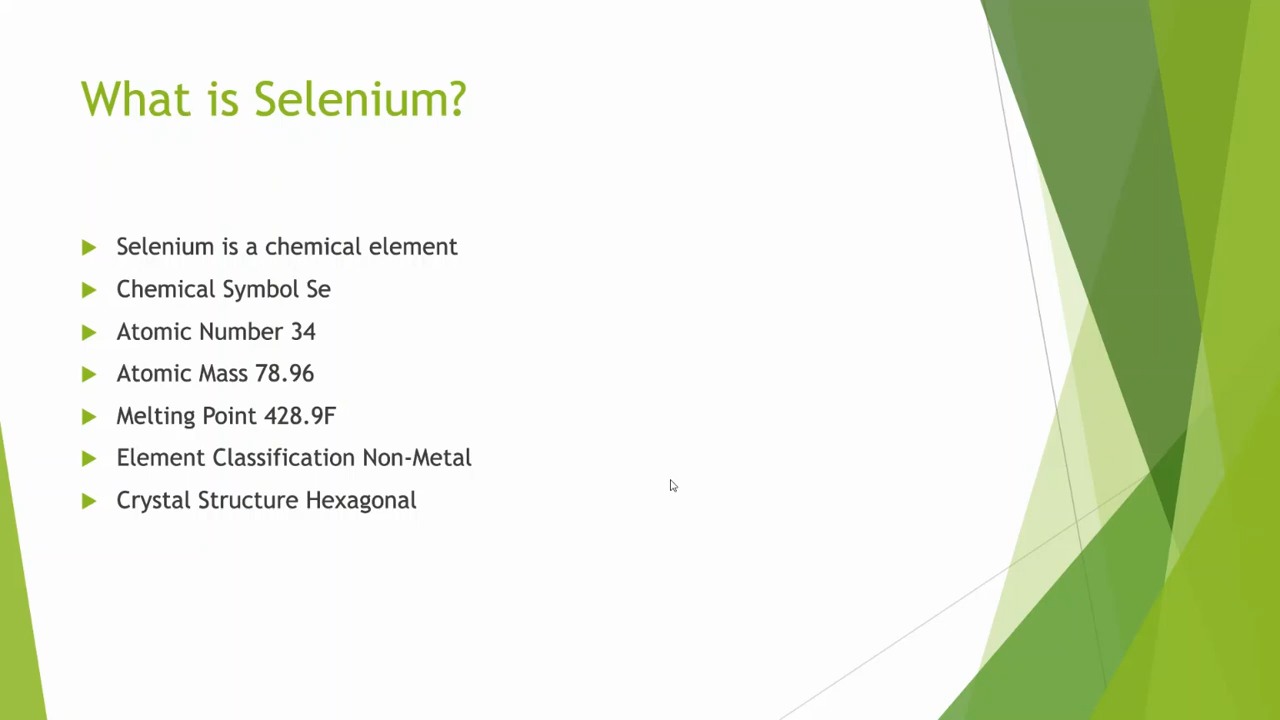 What is Selenium?
Selenium is a chemical element
Chemical Symbol Se
Atomic Number 34
Atomic Mass 78.96
Melting Point 428.9F
Element Classification Non-Metal
Crystal Structure Hexagonal